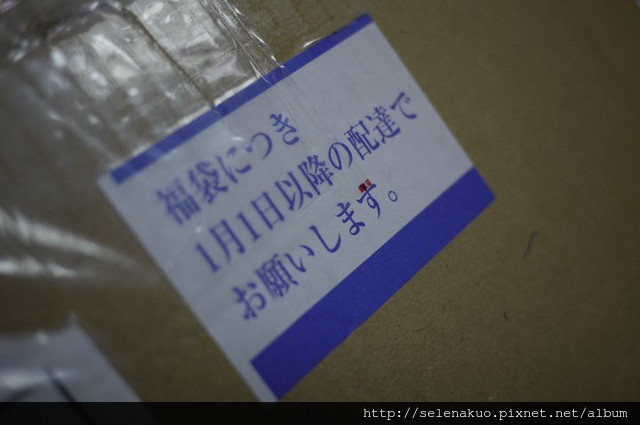 福袋につき
1月1日以降の配達で
お願いします。
http://selenakuo.pixnet.net/album